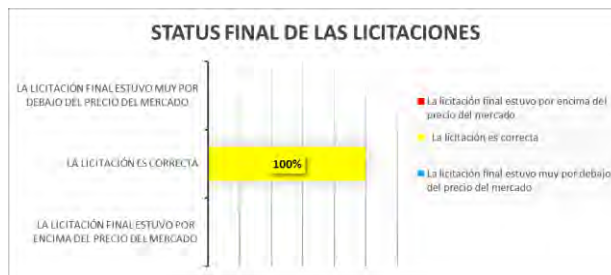 STATUS FINAL DE LAS LICITACIONES
LA LICITACIÓN FINAL ESTUVO MUY POR
DEBAJO DEL PRECIO DEL MERCADO
LA LICITACIÓN ES CORRECTA
100%
LA LICITACIÓN FINAL ESTUVO POR
ENCIMA DEL PRECIO DEL MERCADO
La licitación final estuvo por encima del
precio del mercado
La licitación es correcta
La licitación final estuvo muy por debajo
del precio del mercado